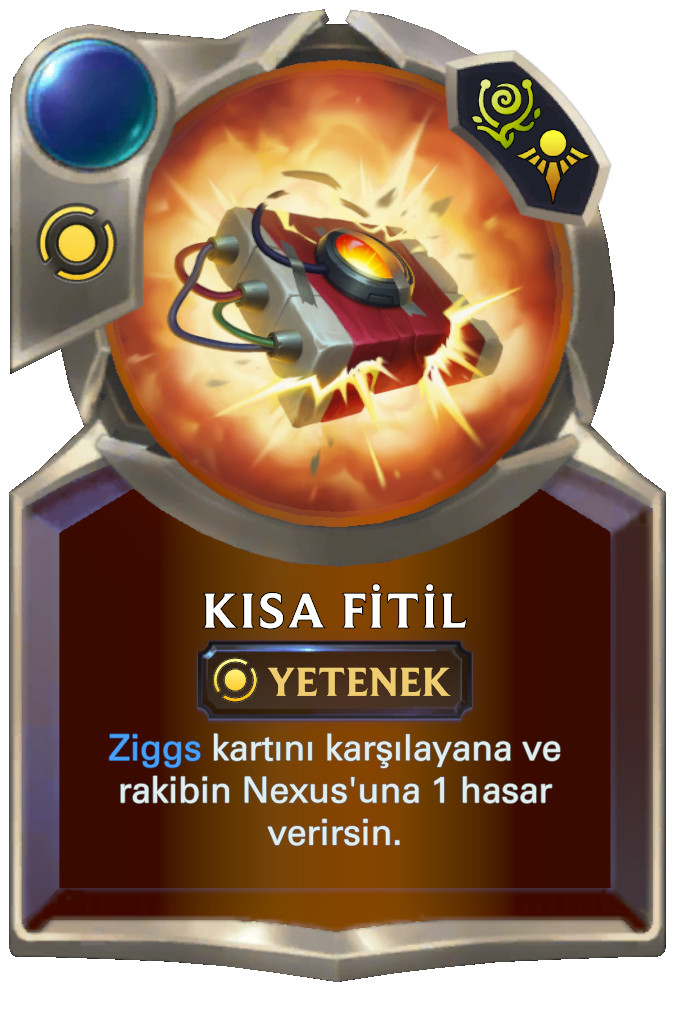 KISA FİTİL
YETENEK
Ziggs kartını karşılayana ve
rakibin Nexus'una 1 hasar
verirsin.